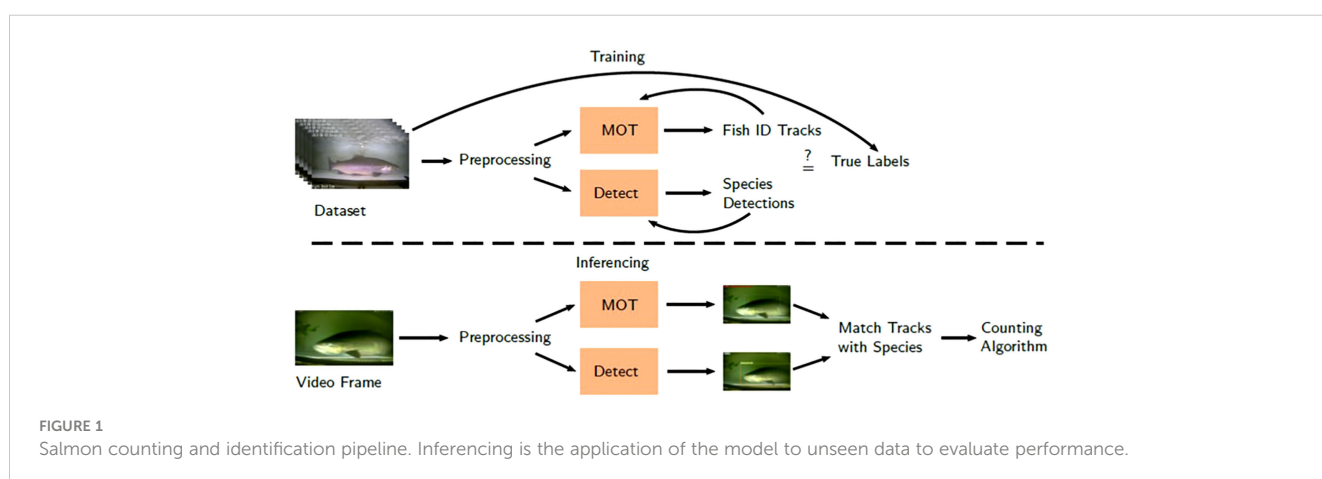 Training
MOT
Fish ID Tracks
Preprocessing
?
=
True Labels
Detect
Species
Detections
Dataset
Inferencing
MOT
Preprocessing
Match Tracks
with Species
Counting
Algorithm
Detect
Video Frame
FIGURE 1
Salmon counting and identification pipeline. Inferencing is the application of the model to unseen data to evaluate performance.